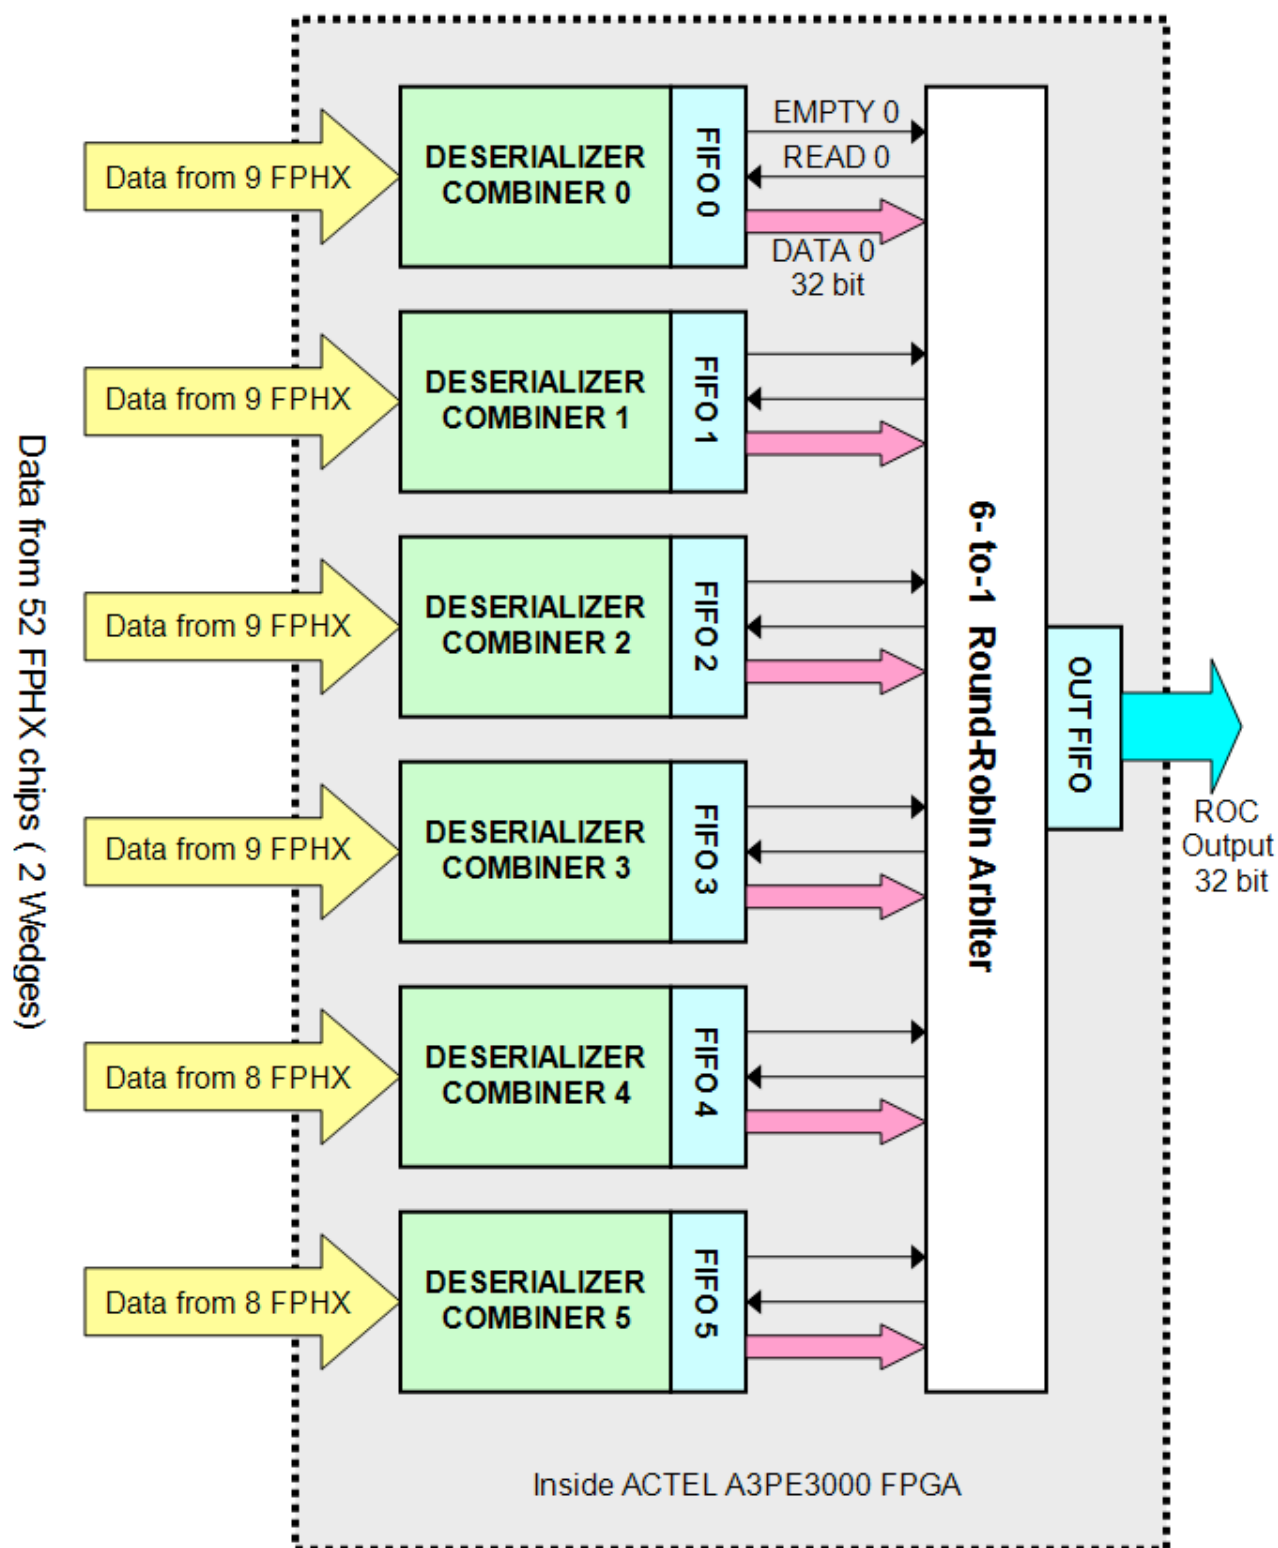 Data from 52 FPHX chips ( 2 Wedges)
Data from 9 FPHX
DESERIALIZER
COMBINER 0
FIFO 0
EMPTY 0
READ 0
DATA 0
32 bit
Data from 9 FPHX
DESERIALIZER
COMBINER 1
FIFO 1
Data from 9 FPHX
DESERIALIZER
COMBINER 2
FIFO 2
Data from 9 FPHX
DESERIALIZER
COMBINER 3
FIFO 3
Data from 8 FPHX
DESERIALIZER
COMBINER 4
FIFO 4
Data from 8 FPHX
DESERIALIZER
COMBINER 5
FIFO 5
6- to-1 Round-Robin Arbiter
OUT FIFO
ROC
Output
32 bit
Inside ACTEL A3PE3000 FPGA